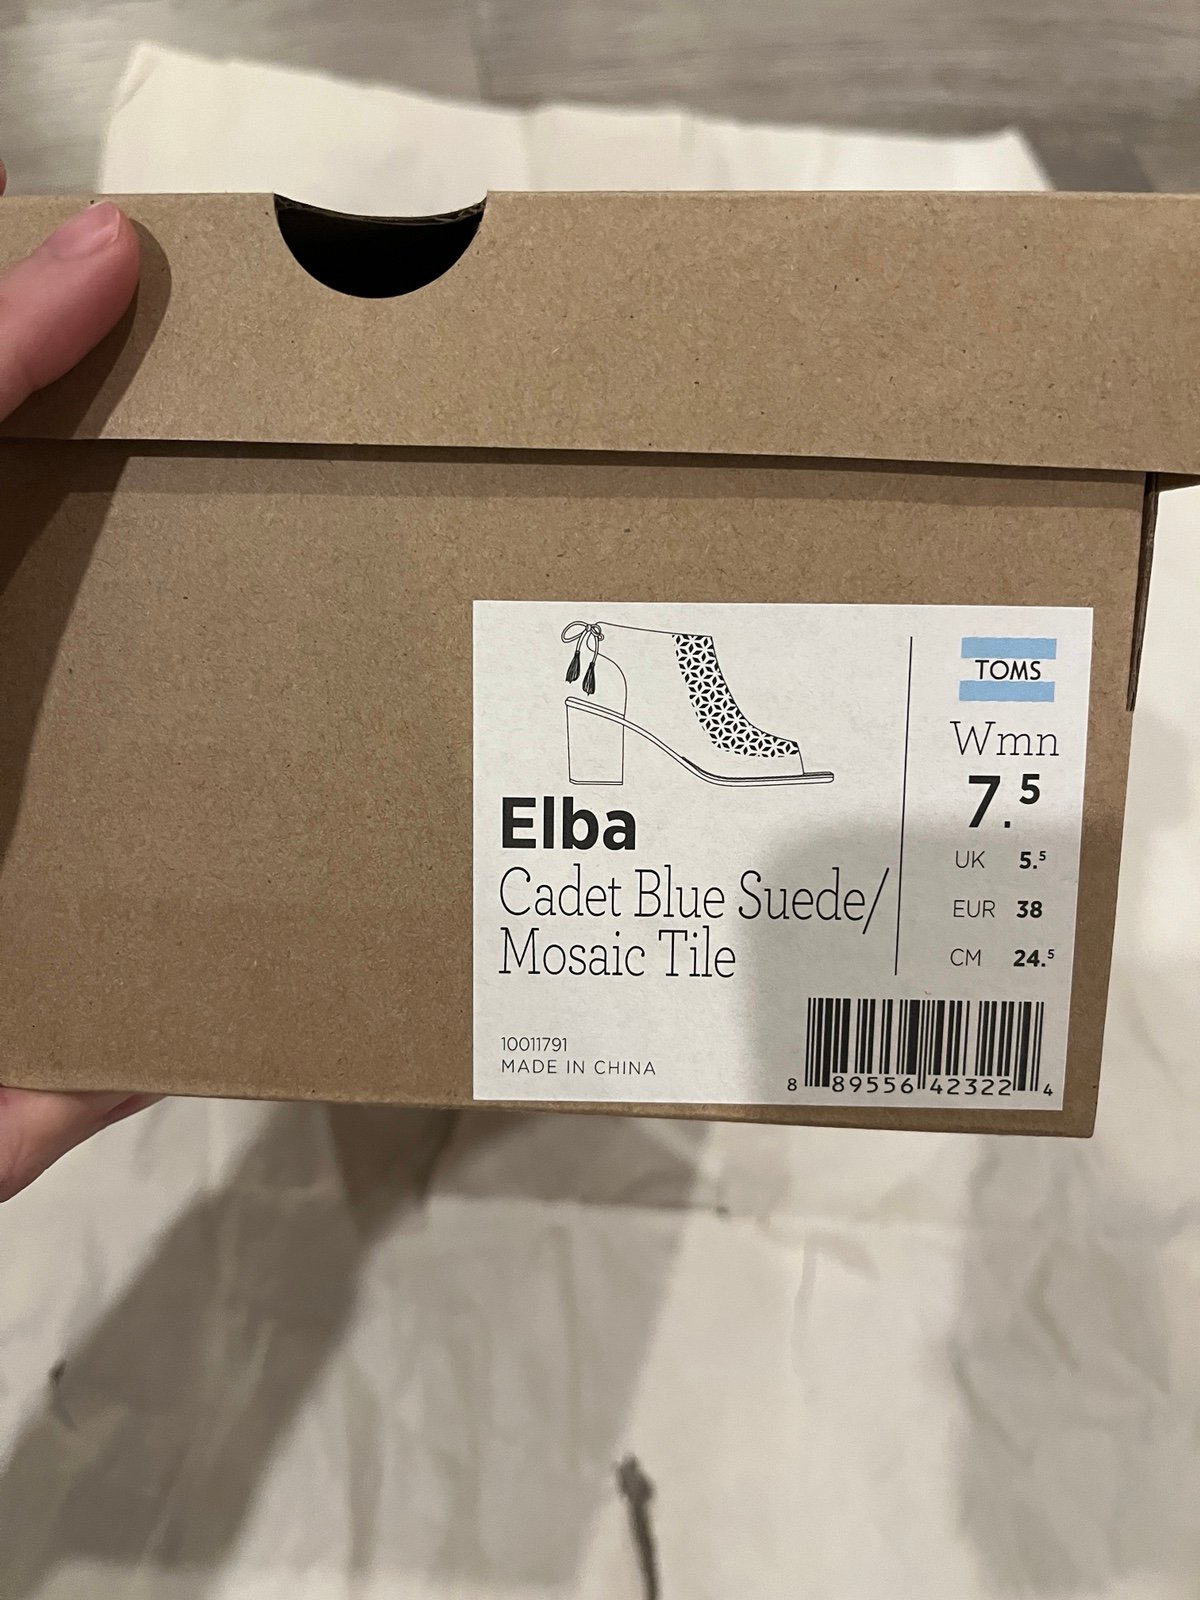 Elba
Cadet Blue Suede/
Mosaic Tile
10011791
MADE IN CHINA
TOMS
Wmn
7.5
UK 5.5
EUR 38
CM 24.5
8 89556 42322 4